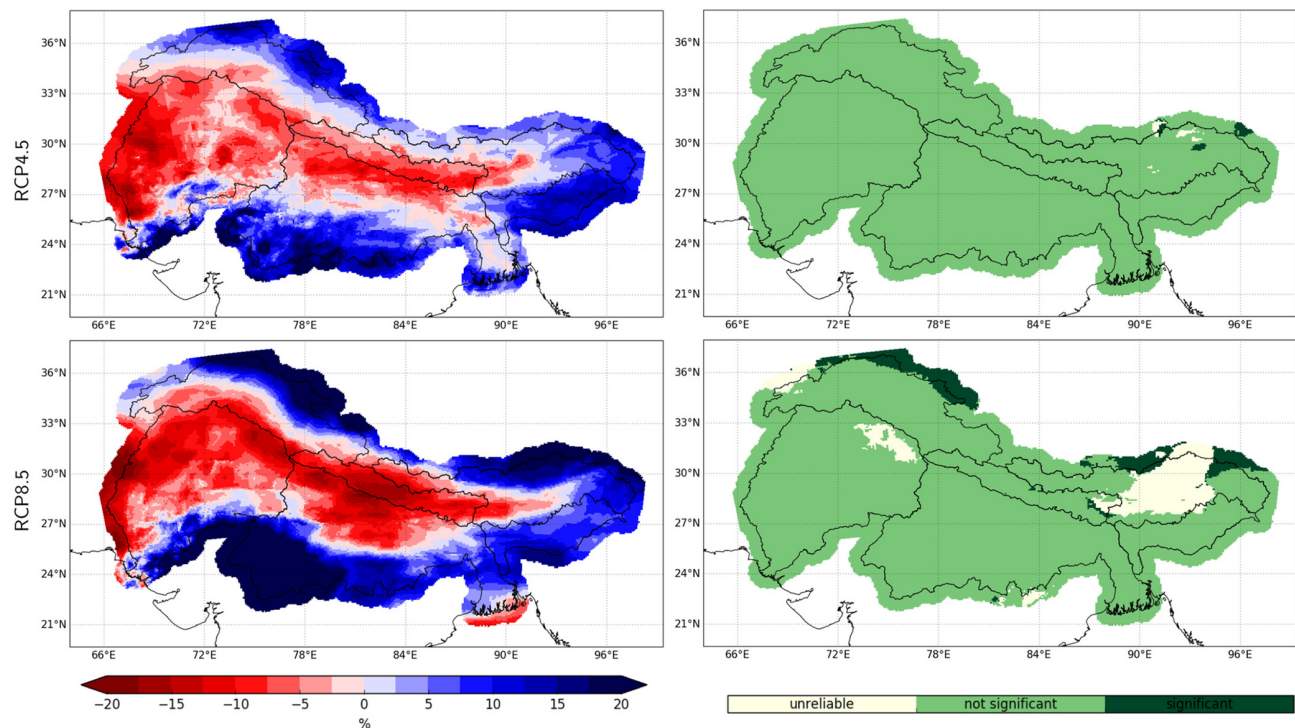 36°N
33°N
30°N
27°N
24°N
21°N
RCP4.5
66°E 72°E 78°E 84°E 90°E 96°E
36°N
33°N
30°N
27°N
24°N
21°N
66°E 72°E 78°E 84°E 90°E 96°E
36°N
33°N
30°N
27°N
24°N
21°N
RCP8.5
66°E 72°E 78°E 84°E 90°E 96°E
36°N
33°N
30°N
27°N
24°N
21°N
66°E 72°E 78°E 84°E 90°E 96°E
−20 −15 −10 −5 0 5 10 15 20
%
unreliable not significant significant